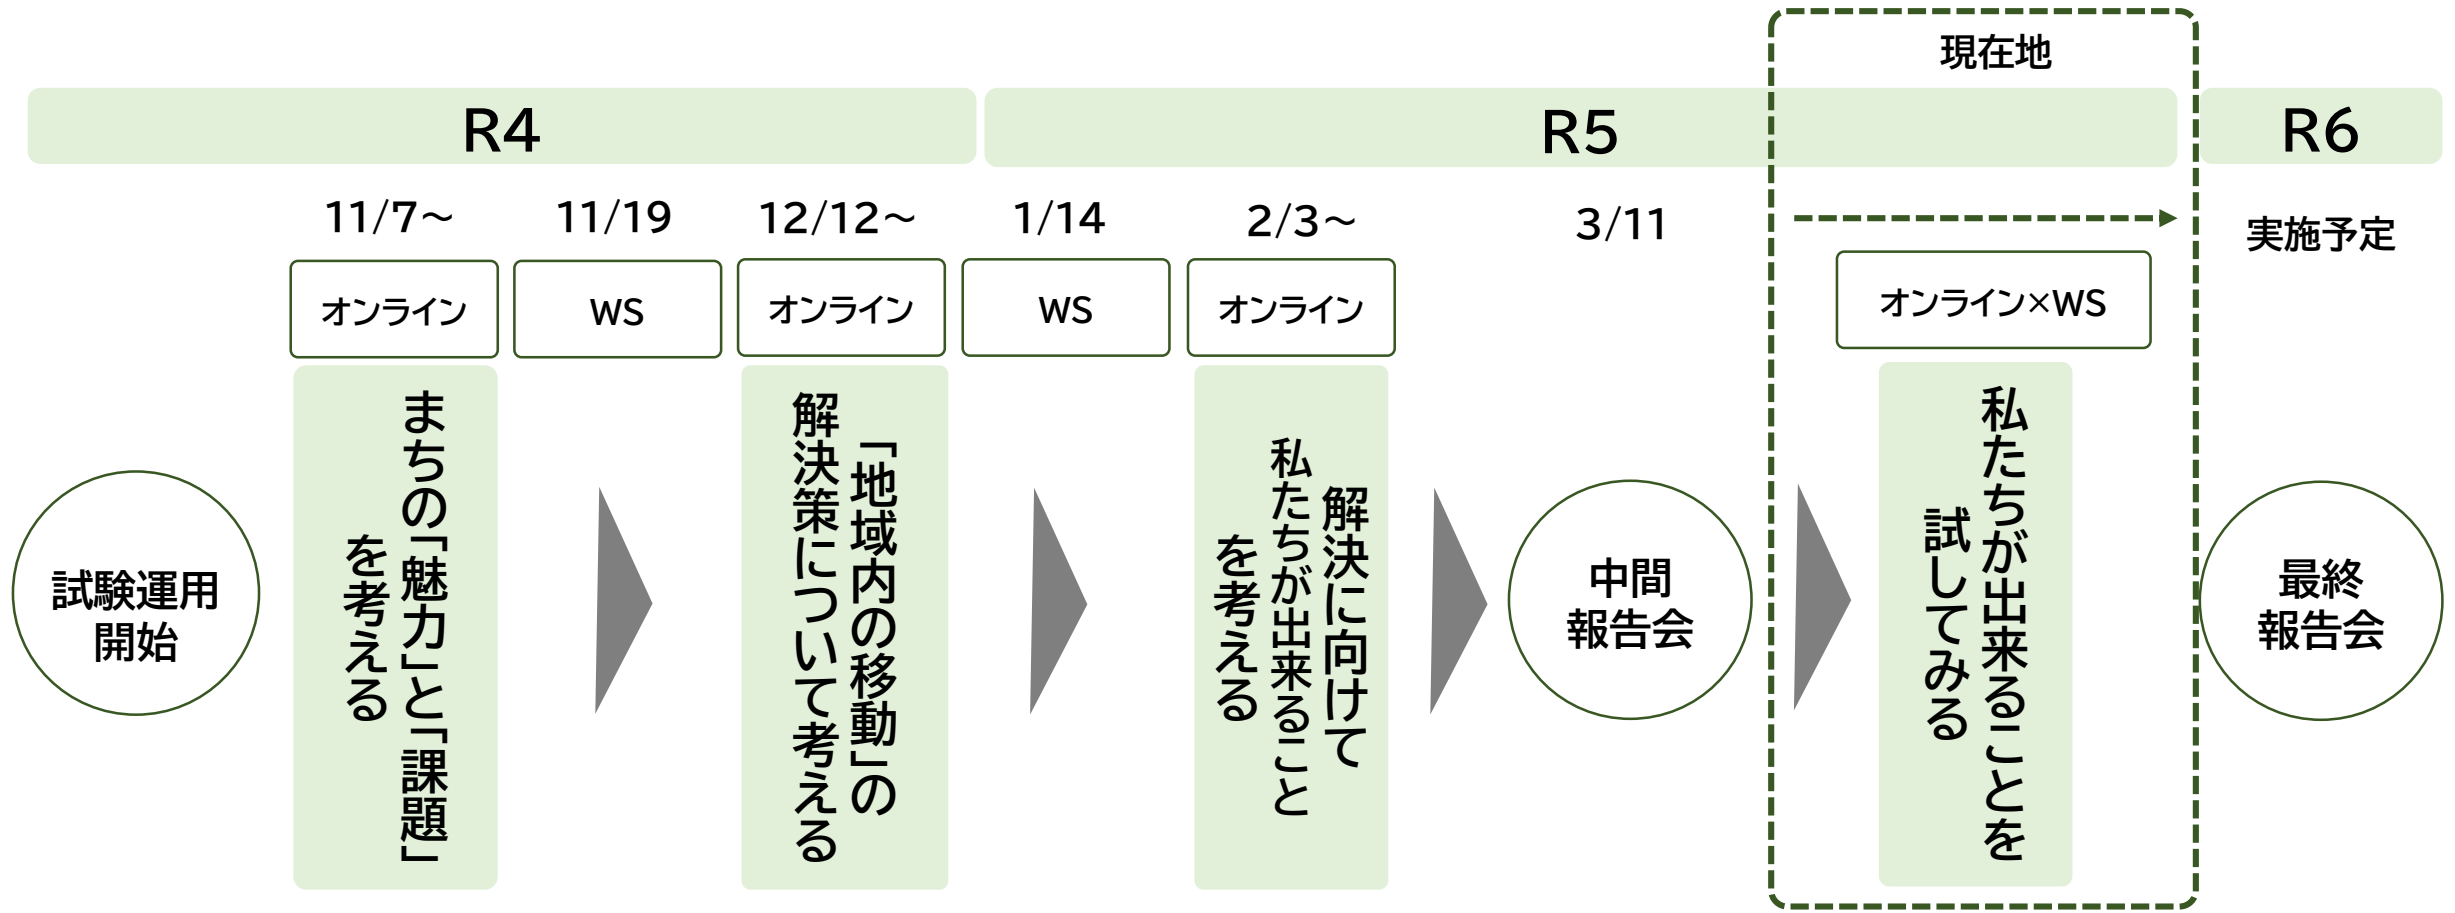 現在地
R4
R5
R6
11/7～
11/19
12/12～
1/14
2/3～
3/11
実施予定
オンライン
WS
オンライン
WS
オンライン
オンライン×WS
試験運用
開始
まちの「魅力」と「課題」
を考える
「地域内の移動」の
解決策について考える
解決に向けて
私たちが出来ること
を考える
中間
報告会
私たちが出来ることを
試してみる
最終
報告会